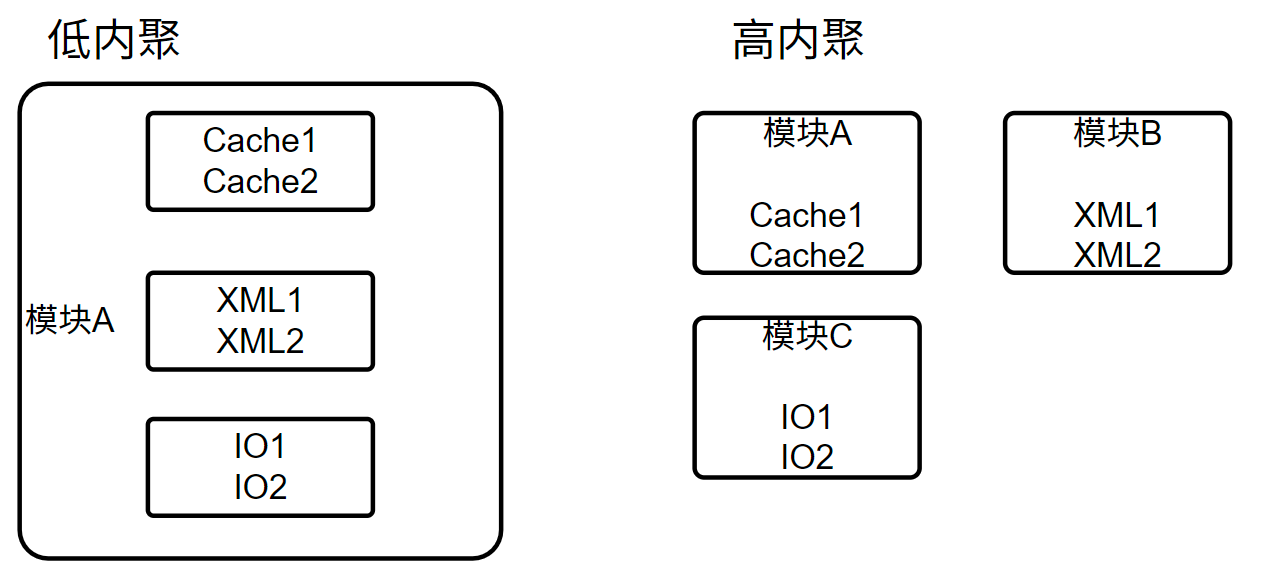 低内聚
Cache1
Cache2
模块A
XML1
XML2
IO1
IO2
高内聚
模块A
Cache1
Cache2
模块B
XML1
XML2
模块C
IO1
IO2